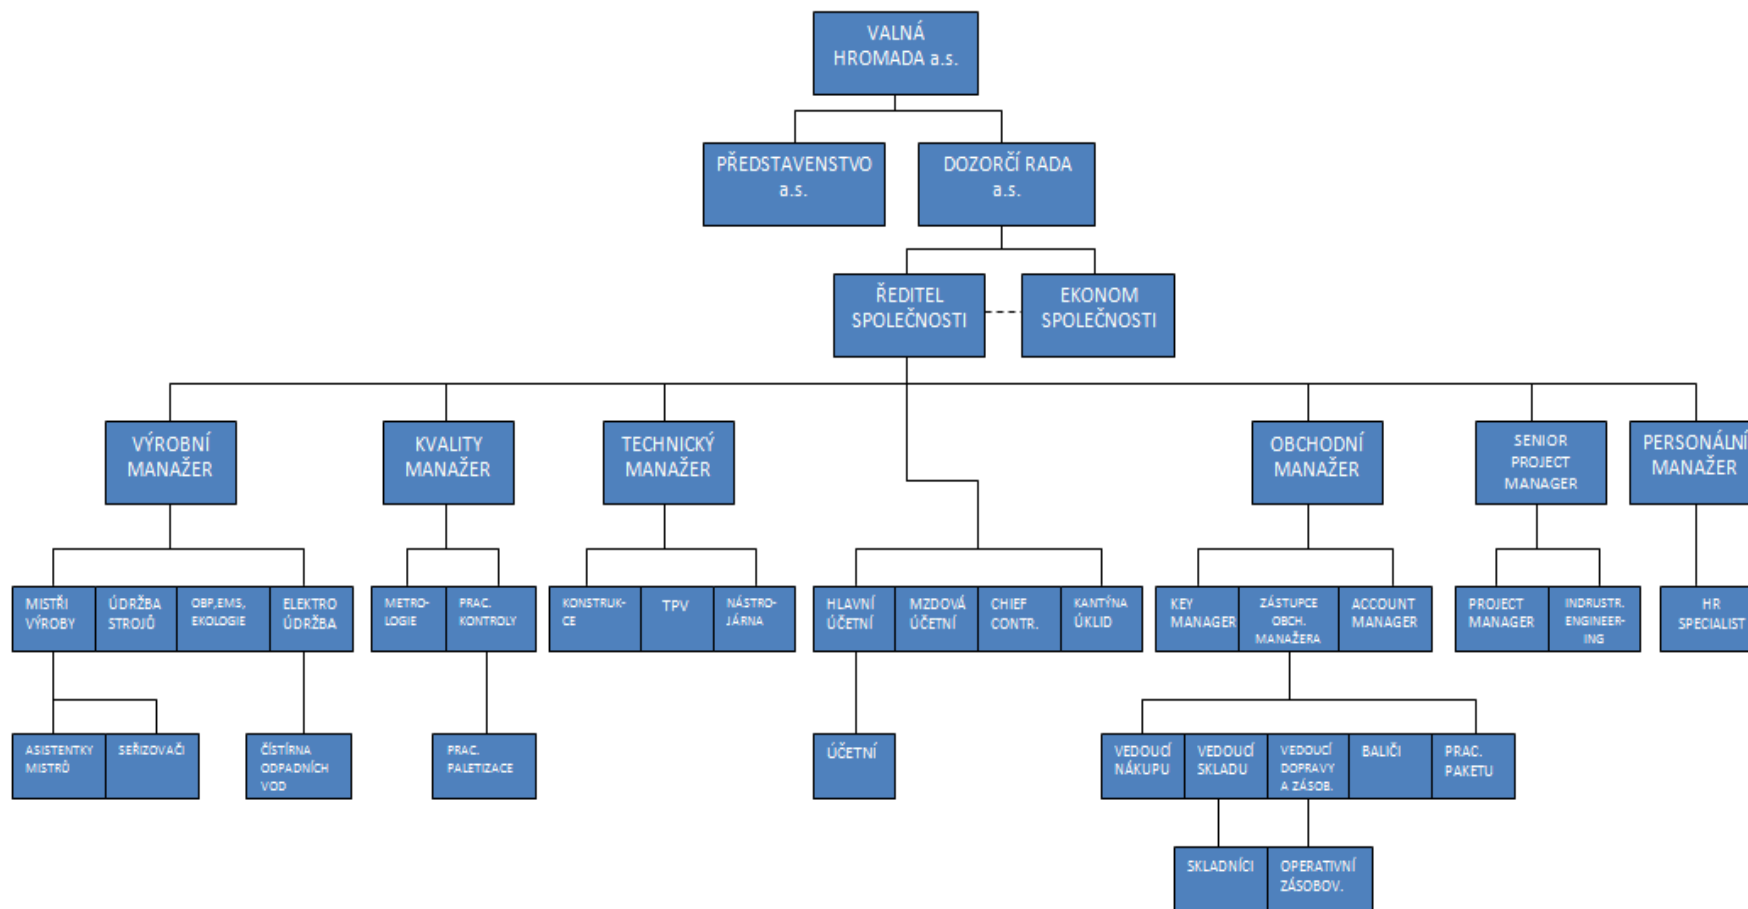 VALNÁ
HROMADA a.s.
PŘEDSTAVENSTVO
a.s.
DOZORČÍ RADA
a.s.
ŘEDITEL
SPOLEČNOSTI
EKONOM
SPOLEČNOSTI
VÝROBNÍ
MANAŽER
KVALITY
MANAŽER
TECHNICKÝ
MANAŽER
OBCHODNÍ
MANAŽER
SENIOR
PROJECT
MANAGER
PERSONÁLNÍ
MANAŽER
MISTŘI
VÝROBY
ÚDRŽBA
STROJŮ
OBP,EMS,
EKOLOGIE
ELEKTRO
ÚDRŽBA
METRO-
LOGIE
PRAC.
KONTROLY
KONSTRUK-
CE
TPV
NÁSTRO-
JÁRNA
HLAVNÍ
ÚČETNÍ
MZDOVÁ
ÚČETNÍ
CHIEF
CONTR.
KANTÝNA
ÚKLID
KEY
MANAGER
ZÁSTUPCE
OBCH.
MANAŽERA
ACCOUNT
MANAGER
PROJECT
MANAGER
INDRUSTR.
ENGINEER-
ING
HR
SPECIALIST
ASISTENTKY
MISTRŮ
SEŘIZOVAČI
ČÍSTÍRNA
ODPADNÍCH
VOD
PRAC.
PALETIZACE
ÚČETNÍ
VEDOUCÍ
NÁKUPU
VEDOUCÍ
SKLADU
VEDOUCÍ
DOPRAVY
A ZÁSOB.
BALIČI
PRAC.
PAKETU
SKLADNÍCI
OPERATIVNÍ
ZÁSOBOV.